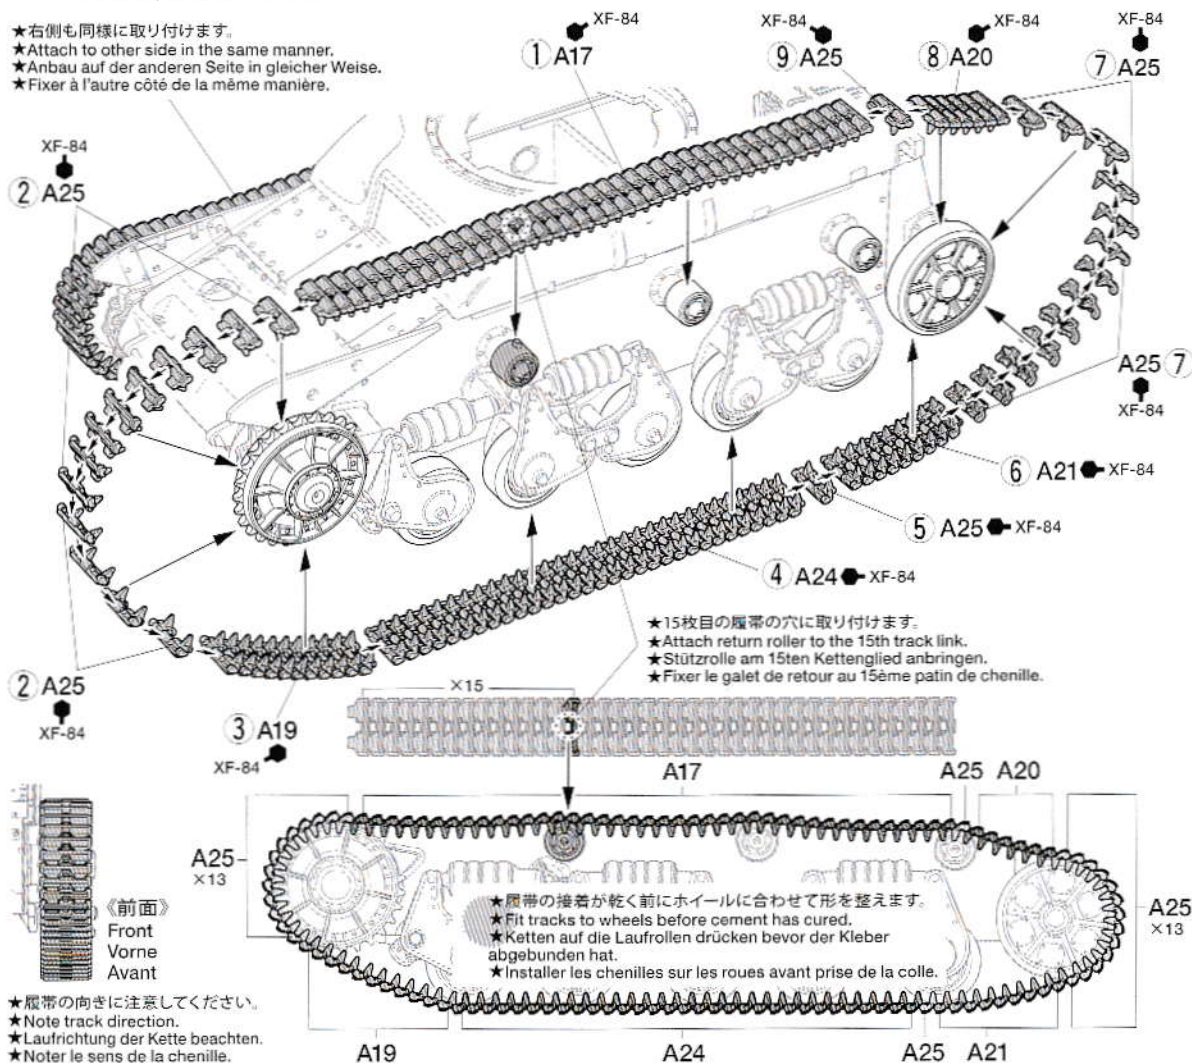 ★右側も同様に取り付けます。
★Attach to other side in the same manner.
★Anbau auf der anderen Seite in gleicher Weise.
★Fixer à l'autre côté de la même manière.
XF-84
① A17
XF-84
⑨ A25
XF-84
⑧ A20
XF-84
⑦ A25
XF-84
② A25
A25 ⑦
XF-84
⑥ A21 XF-84
⑤ A25 XF-84
④ A24 XF-84
★15枚目の履帯の穴に取り付けます。
★Attach return roller to the 15th track link.
★Stützrolle am 15ten Kettenglied anbringen.
★Fixer le galet de retour au 15ème patin de chenille.
② A25
XF-84
③ A19
XF-84
×15
A17
A25 A20
A25
×13
A25
×13
★履帯の接着が乾く前にホイールに合わせて形を整えます。
★Fit tracks to wheels before cement has cured.
★Ketten auf die Laufrollen drücken bevor der Kleber
abgebunden hat.
★Installer les chenilles sur les roues avant prise de la colle.
《前面》
Front
Vorne
Avant
★履帯の向きに注意してください。
★Note track direction.
★Laufrichtung der Kette beachten.
★Noter le sens de la chenille.
A19
A24
A25 A21